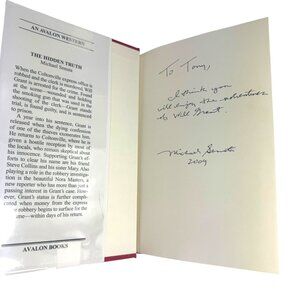 AN AVALON WESTERN
THE HIDDEN TRUTH
Michael Senuta
When the Coltonville express office is
robbed and the clerk is murdered, Will
Grant is arrested for the crime. Found
at the scene—wounded and holding
the smoking gun that was used in the
shooting of the clerk—Grant stands
trial, is found guilty, and is sentenced
to prison.
A year into his sentence, Grant is
released when the dying confession
of one of the thieves exonerates him.
He returns to Coltonville, where he is
given a hostile reception by most of
the locals, who remain skeptical about
his innocence. Supporting Grant's
efforts to clear his name are his friend
Steve Collins and his sister Mary. Also
playing a role in the robbery investiga-
tion is the beautiful Nora Masters, a
new reporter who has more than just a
passing interest in Grant's case. How-
ever, Grant's status is further compli-
cated when money from the express
robbery begins to surface for the first
time—within days of his return.
AVALON BOOKS
To Tony,
I think you
will enjoy the adventures
of Will Grant.
Michael Senuta
2009